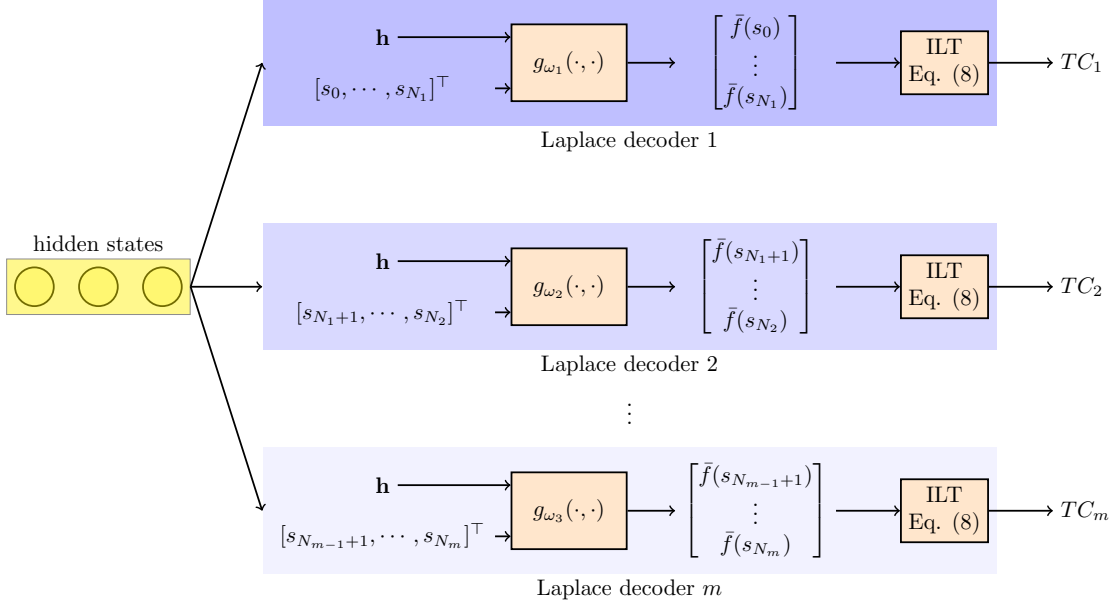 hidden states
h
[s_0, ⋯ , s_{N_1}]^⊤
g_{ω_1}(·,·)
f̄(s_0)
⋮
f̄(s_{N_1})
ILT
Eq. (8)
TC_1
Laplace decoder 1
h
[s_{N_1+1}, ⋯ , s_{N_2}]^⊤
g_{ω_2}(·,·)
f̄(s_{N_1+1})
⋮
f̄(s_{N_2})
ILT
Eq. (8)
TC_2
Laplace decoder 2
⋮
h
[s_{N_{m−1}+1}, ⋯ , s_{N_m}]^⊤
g_{ω_3}(·,·)
f̄(s_{N_{m−1}+1})
⋮
f̄(s_{N_m})
ILT
Eq. (8)
TC_m
Laplace decoder m